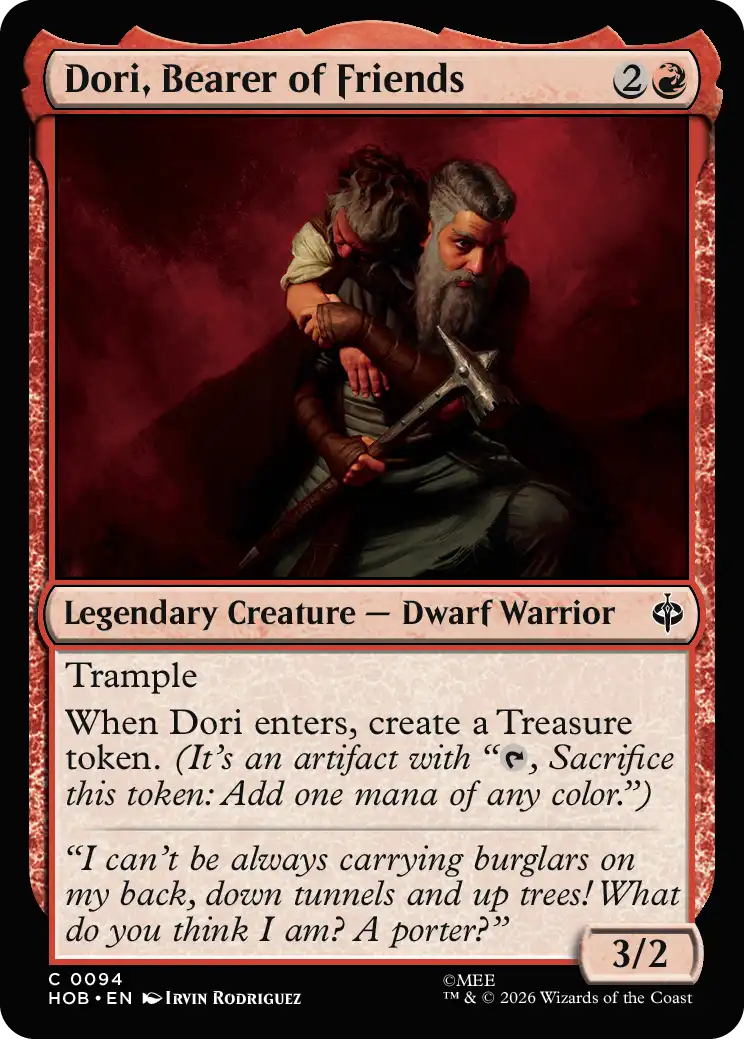 Dori, Bearer of Friends 2
Legendary Creature — Dwarf Warrior
Trample
When Dori enters, create a Treasure
token. (It's an artifact with “, Sacrifice
this token: Add one mana of any color.”)
“I can't be always carrying burglars on
my back, down tunnels and up trees! What
do you think I am? A porter?”
3/2
C 0094
HOB • EN Irvin Rodriguez
©MEE
™ & © 2026 Wizards of the Coast